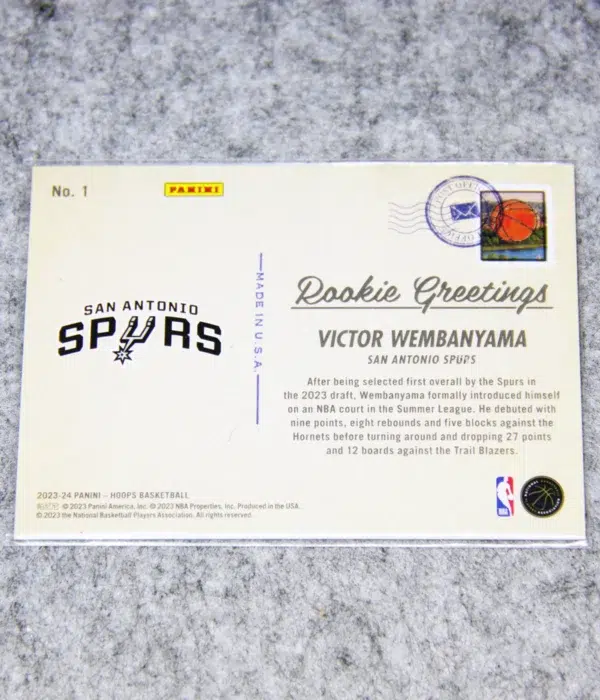 No. 1
PANINI
POST OFFICE
SAN ANTONIO
SPURS
MADE IN U.S.A.
Rookie Greetings
VICTOR WEMBANYAMA
SAN ANTONIO SPURS
After being selected first overall by the Spurs in
the 2023 draft, Wembanyama formally introduced himself
on an NBA court in the Summer League. He debuted with
nine points, eight rebounds and five blocks against the
Hornets before turning around and dropping 27 points
and 12 boards against the Trail Blazers.
2023-24 PANINI – HOOPS BASKETBALL
© 2023 Panini America, Inc. © 2023 NBA Properties, Inc. Produced in the USA.
© 2023 the National Basketball Players Association. All rights reserved.